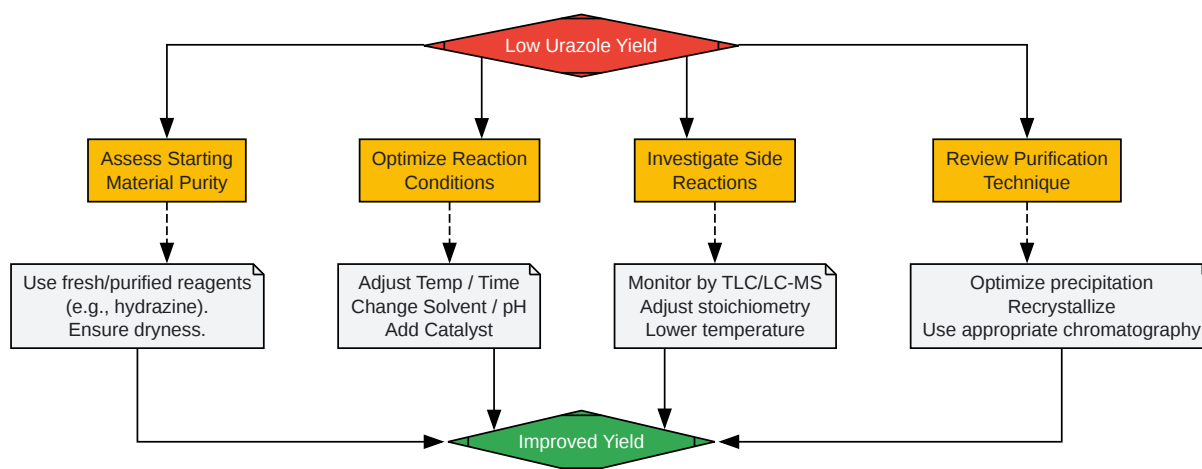 Low Urazole Yield
Assess Starting
Material Purity
Optimize Reaction
Conditions
Investigate Side
Reactions
Review Purification
Technique
Use fresh/purified reagents
(e.g., hydrazine).
Ensure dryness.
Adjust Temp / Time
Change Solvent / pH
Add Catalyst
Monitor by TLC/LC-MS
Adjust stoichiometry
Lower temperature
Optimize precipitation
Recrystallize
Use appropriate chromatography
Improved Yield